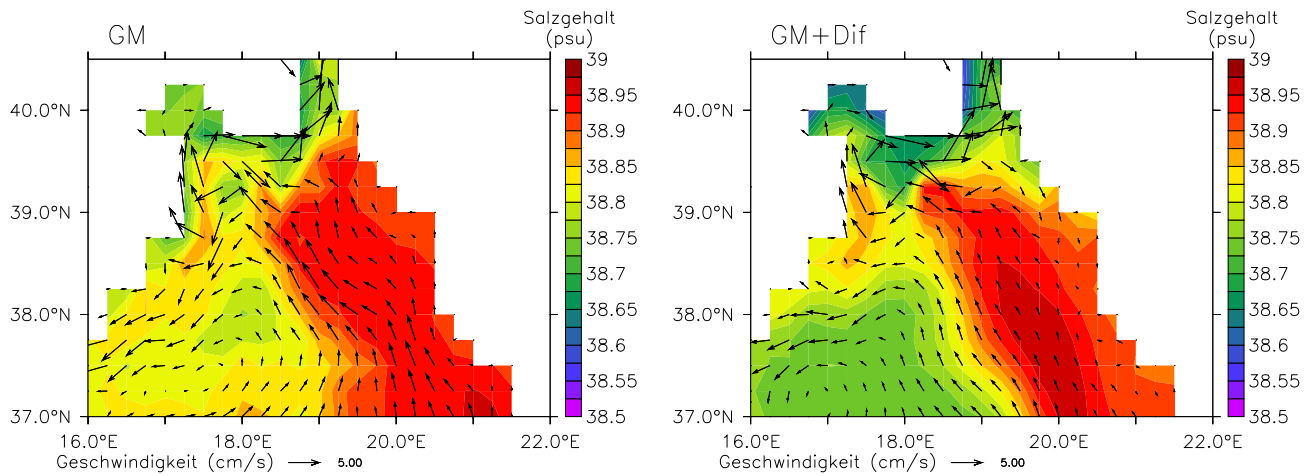 GM
Salzgehalt
(psu)
40.0°N
39.0°N
38.0°N
37.0°N
16.0°E
18.0°E
20.0°E
22.0°E
39
38.95
38.9
38.85
38.8
38.75
38.7
38.65
38.6
38.55
38.5
Geschwindigkeit (cm/s)
5.00
GM+Dif
Salzgehalt
(psu)
40.0°N
39.0°N
38.0°N
37.0°N
16.0°E
18.0°E
20.0°E
22.0°E
39
38.95
38.9
38.85
38.8
38.75
38.7
38.65
38.6
38.55
38.5
Geschwindigkeit (cm/s)
5.00